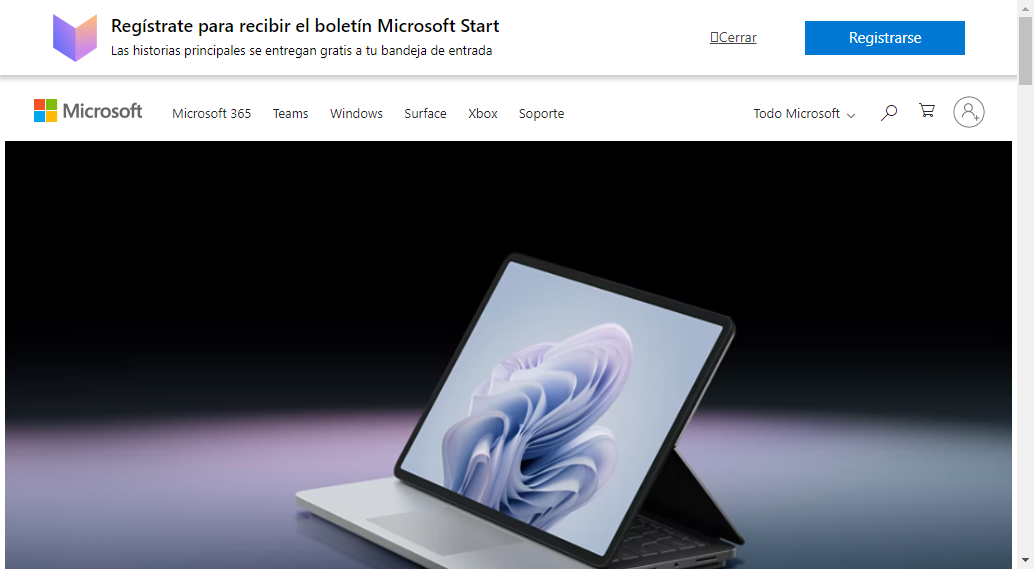 Regístrate para recibir el boletín Microsoft Start
Las historias principales se entregan gratis a tu bandeja de entrada
Cerrar
Registrarse
Microsoft
Microsoft 365
Teams
Windows
Surface
Xbox
Soporte
Todo Microsoft